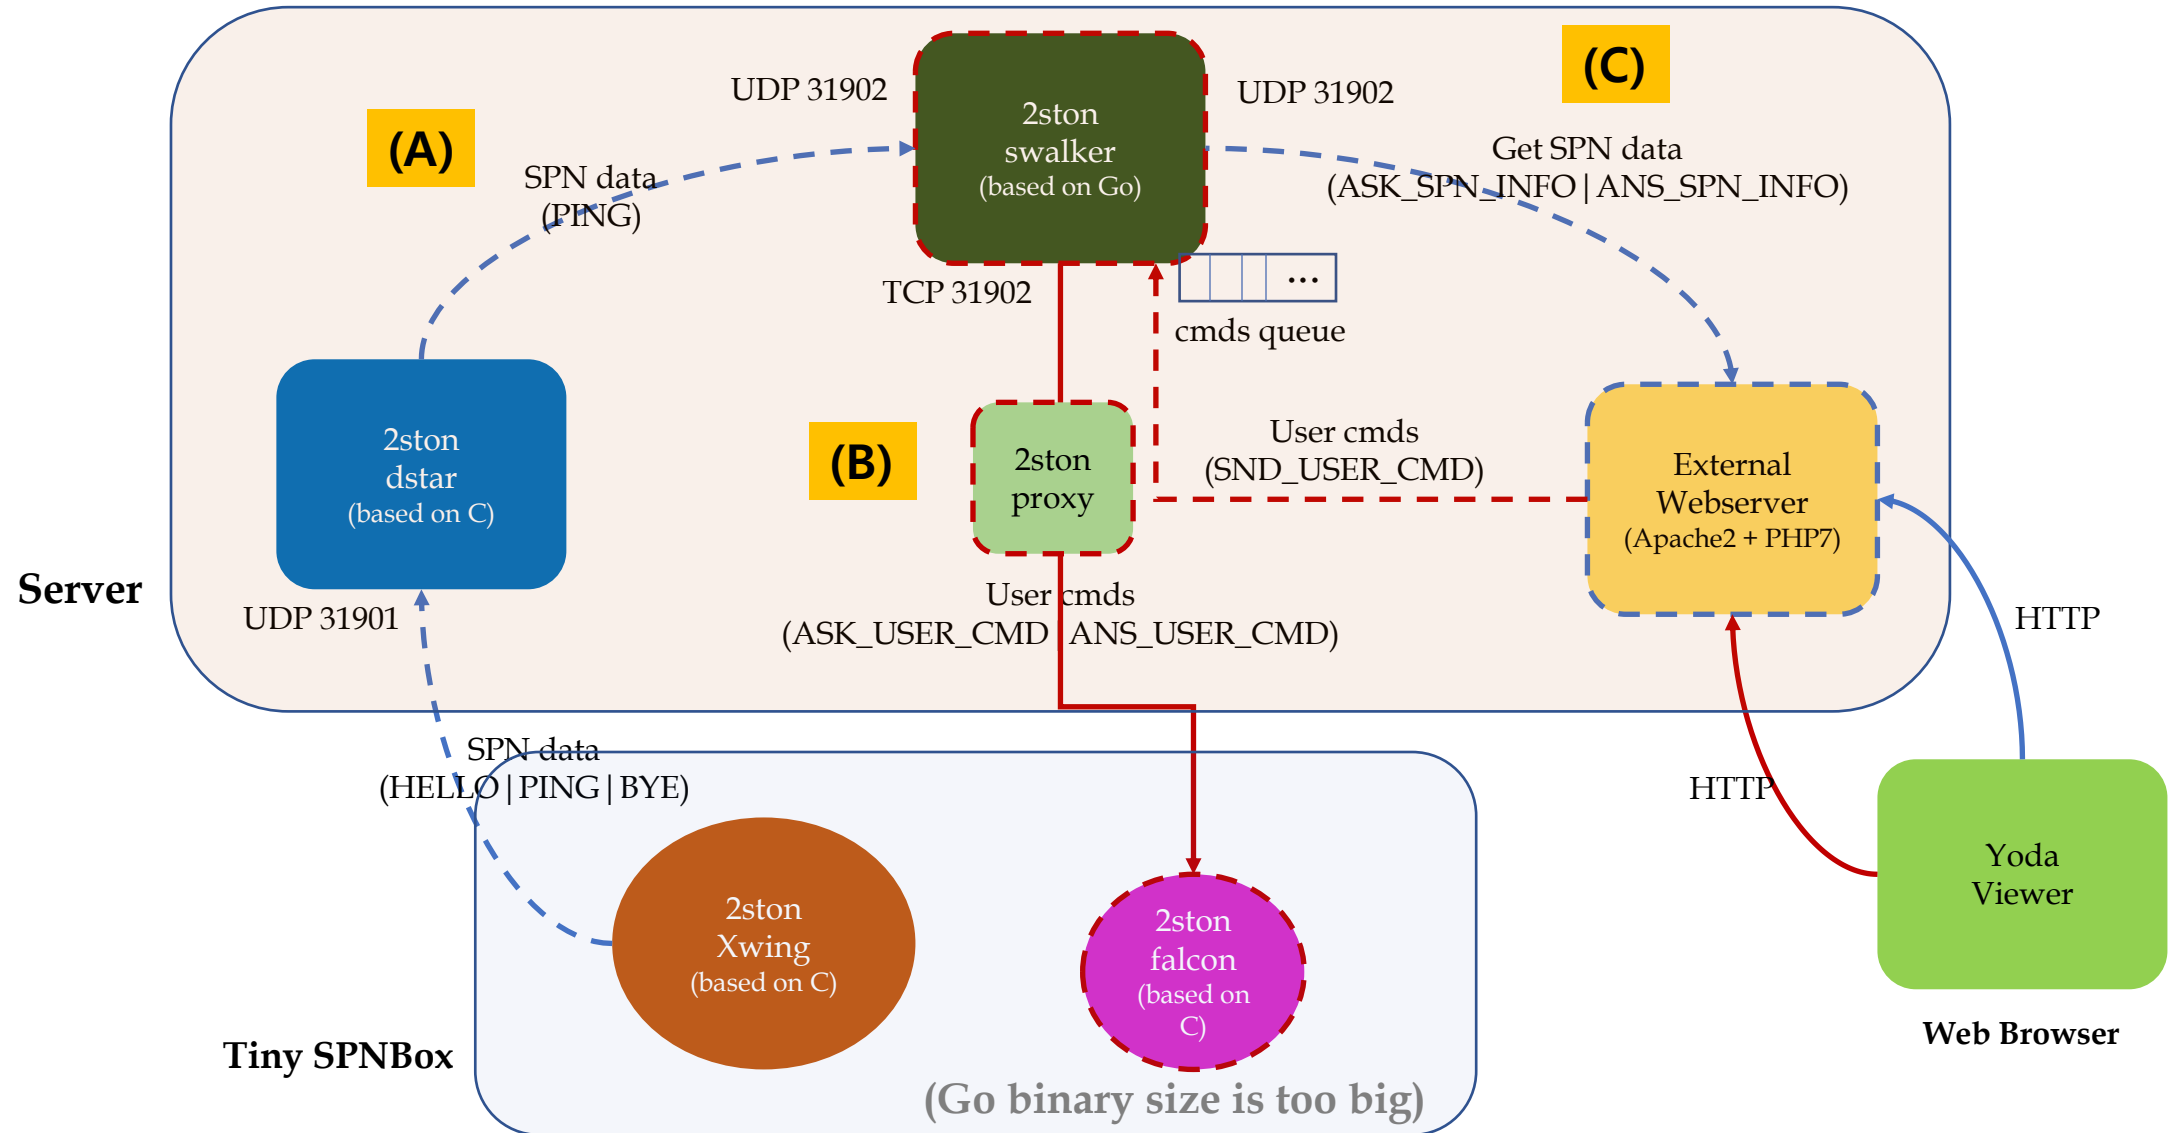 (C)
UDP 31902
UDP 31902
2ston
swalker
(based on Go)
(A)
SPN data
(PING)
Get SPN data
(ASK_SPN_INFO|ANS_SPN_INFO)
TCP 31902
...
cmds queue
2ston
dstar
(based on C)
(B)
2ston
proxy
User cmds
(SND_USER_CMD)
External
Webserver
(Apache2 + PHP7)
Server
UDP 31901
User cmds
(ASK_USER_CMD|ANS_USER_CMD)
HTTP
SPN data
(HELLO|PING|BYE)
HTTP
2ston
Xwing
(based on C)
2ston
falcon
(based on
C)
Yoda
Viewer
Tiny SPNBox
Web Browser
(Go binary size is too big)